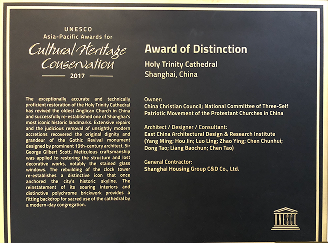 UNESCO
Asia-Pacific Awards for
Cultural Heritage
Conservation
2017
The exceptionally accurate and technically
proficient restoration of the Holy Trinity Cathedral
has revived the oldest Anglican Church in China
and successfully re-established one of Shanghai's
most iconic historic landmarks. Extensive repairs
and the judicious removal of unsightly modern
accretions recovered the original dignity and
grandeur of the Gothic Revival monument
designed by prominent 19th-century architect, Sir
George Gilbert Scott. Meticulous craftsmanship
was applied to restoring the structure and lost
decorative works, notably the stained glass
windows. The rebuilding of the clock tower
re-establishes a distinctive icon that once
anchored the city's historic skyline. The
reinstatement of its soaring interiors and
distinctive polychrome brickwork provides a
fitting backdrop for sacred use of the cathedral by
a modern-day congregation.
Award of Distinction
Holy Trinity Cathedral
Shanghai, China
Owner:
China Christian Council; National Committee of Three-Self
Patriotic Movement of the Protestant Churches in China
Architect / Designer / Consultant:
East China Architectural Design & Research Institute
(Yang Ming; Hou Jin; Luo Ling; Zhao Ying; Chen Chunhui;
Dong Tao; Liang Baochun; Chen Tao)
General Contractor:
Shanghai Housing Group C&D Co., Ltd.